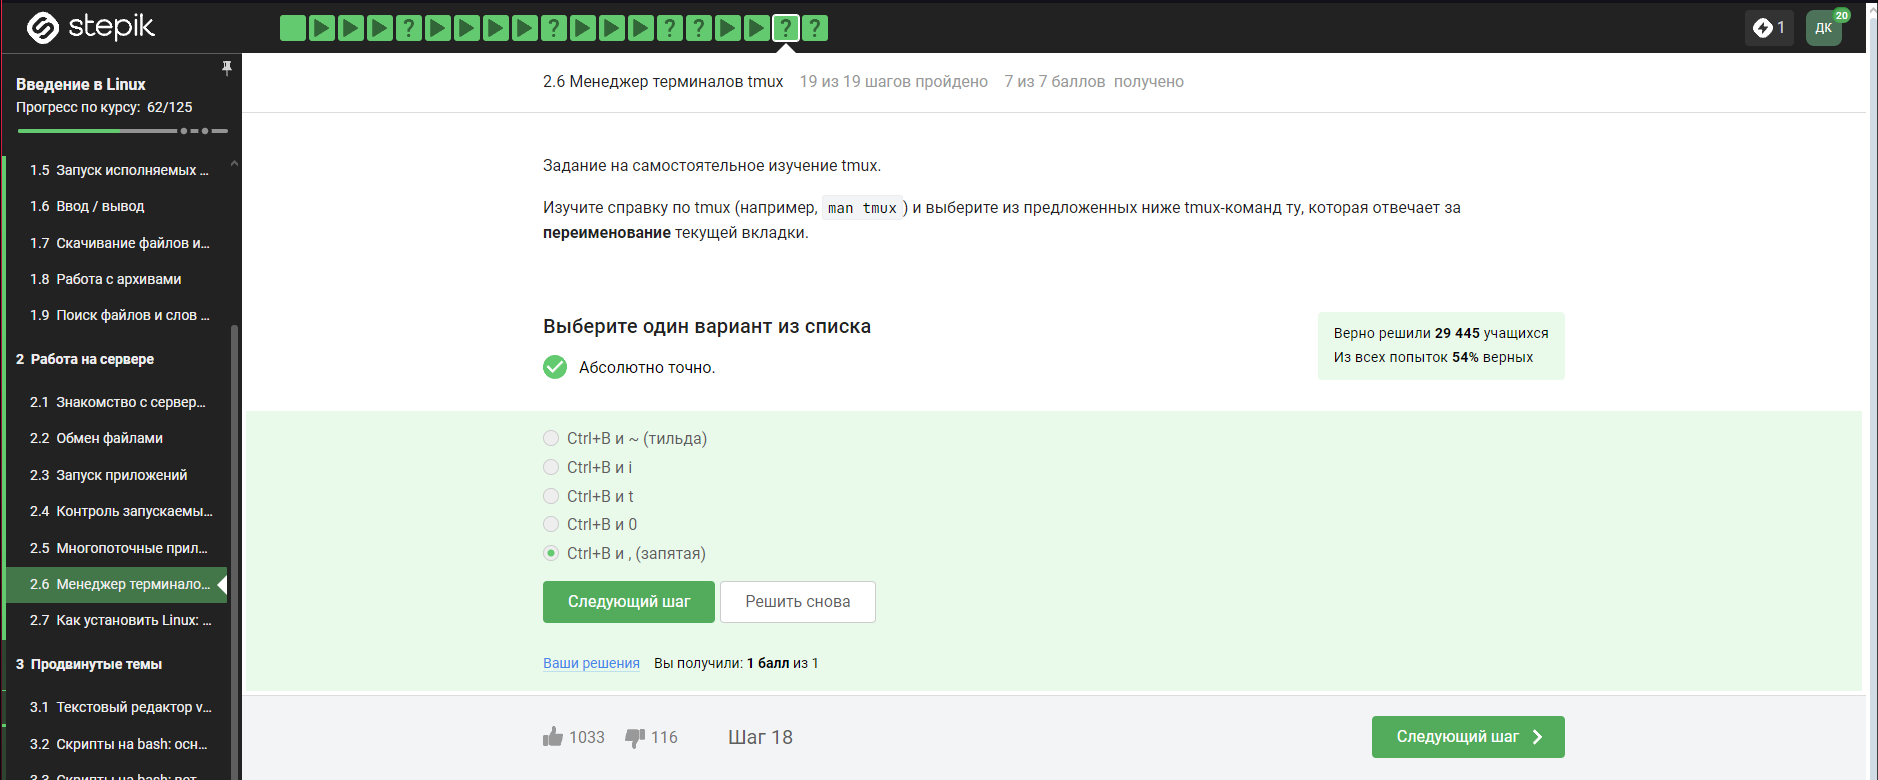 stepik
?
?
?
?
?
?
1
ДК
20
Введение в Linux
Прогресс по курсу: 62/125
1.5 Запуск исполняемых ...
1.6 Ввод / вывод
1.7 Скачивание файлов и...
1.8 Работа с архивами
1.9 Поиск файлов и слов ...
2 Работа на сервере
2.1 Знакомство с сервер...
2.2 Обмен файлами
2.3 Запуск приложений
2.4 Контроль запускаемы...
2.5 Многопоточные прил...
2.6 Менеджер терминало...
2.7 Как установить Linux: ...
3 Продвинутые темы
3.1 Текстовый редактор v...
3.2 Скрипты на bash: осн...
3.3 Скрипты на bash: вет...
2.6 Менеджер терминалов tmux 19 из 19 шагов пройдено 7 из 7 баллов получено
Задание на самостоятельное изучение tmux.
Изучите справку по tmux (например, man tmux ) и выберите из предложенных ниже tmux-команд ту, которая отвечает за
переименование текущей вкладки.
Выберите один вариант из списка
Абсолютно точно.
Верно решили 29 445 учащихся
Из всех попыток 54% верных
Ctrl+B и ~ (тильда)
Ctrl+B и i
Ctrl+B и t
Ctrl+B и 0
Ctrl+B и , (запятая)
Следующий шаг
Решить снова
Ваши решения Вы получили: 1 балл из 1
1033 116 Шаг 18
Следующий шаг